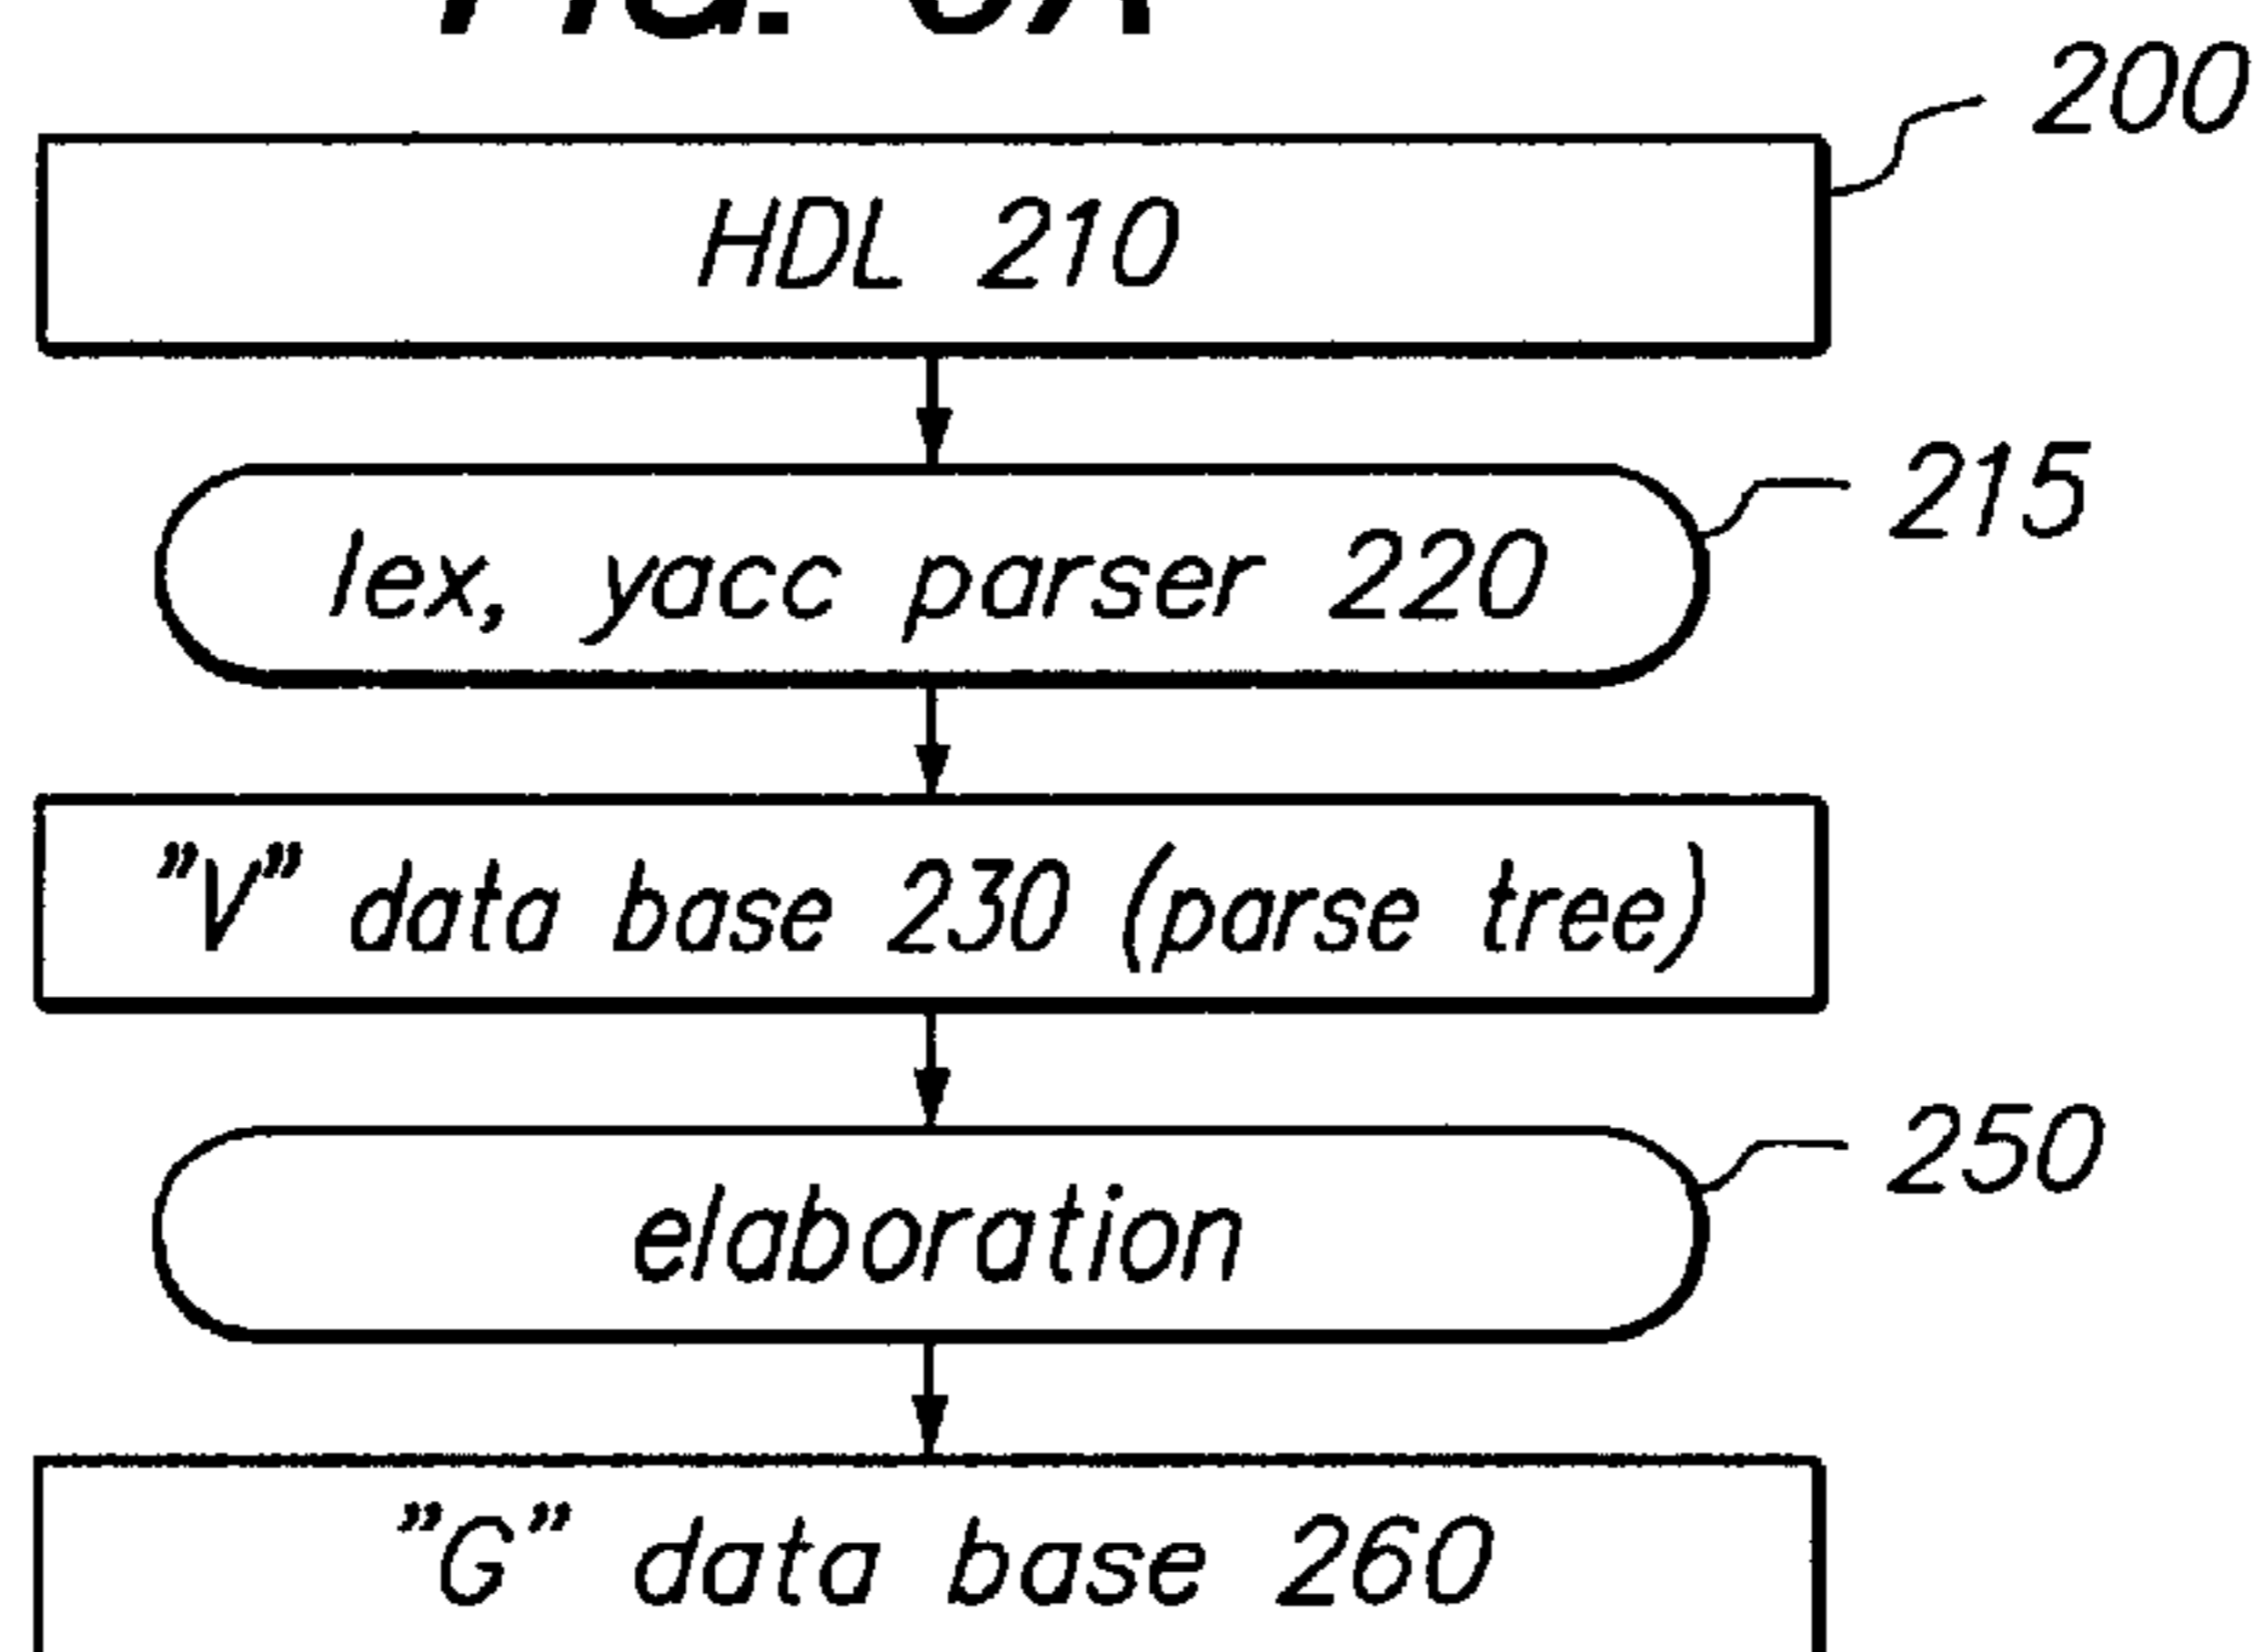 200
HDL 210
215
lex, yacc parser 220
"V" data base 230 (parse tree)
250
elaboration
"G" data base 260